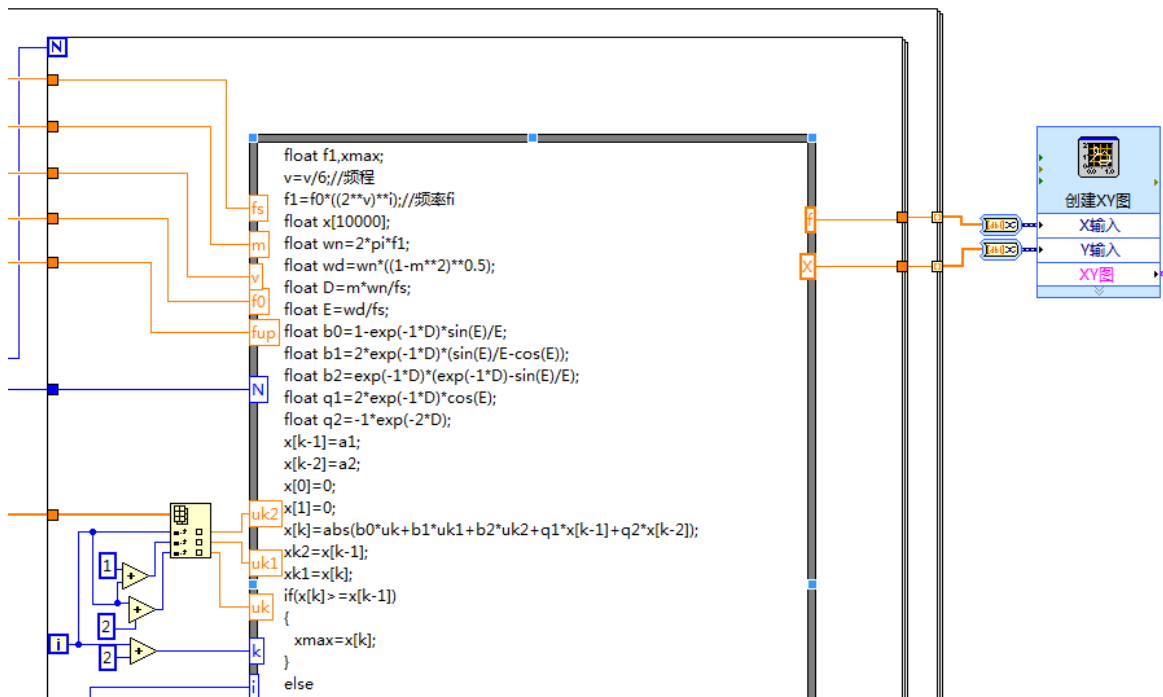 N
float f1,xmax;
v=v/6;//频程
f1=f0*((2**v)**i);//频率fi
float x[10000];
float wn=2*pi*f1;
float wd=wn*((1-m**2)**0.5);
float D=m*wn/fs;
float E=wd/fs;
float b0=1-exp(-1*D)*sin(E)/E;
float b1=2*exp(-1*D)*(sin(E)/E-cos(E));
float b2=exp(-1*D)*(exp(-1*D)-sin(E)/E);
float q1=2*exp(-1*D)*cos(E);
float q2=-1*exp(-2*D);
x[k-1]=a1;
x[k-2]=a2;
x[0]=0;
x[1]=0;
x[k]=abs(b0*uk+b1*uk1+b2*uk2+q1*x[k-1]+q2*x[k-2]);
xk2=x[k-1];
xk1=x[k];
if(x[k]>=x[k-1])
{
xmax=x[k];
}
else
fs
m
v
f0
fup
N
uk2
uk1
uk
k
i
1
2
i
2
f
X
创建XY图
X输入
Y输入
XY图